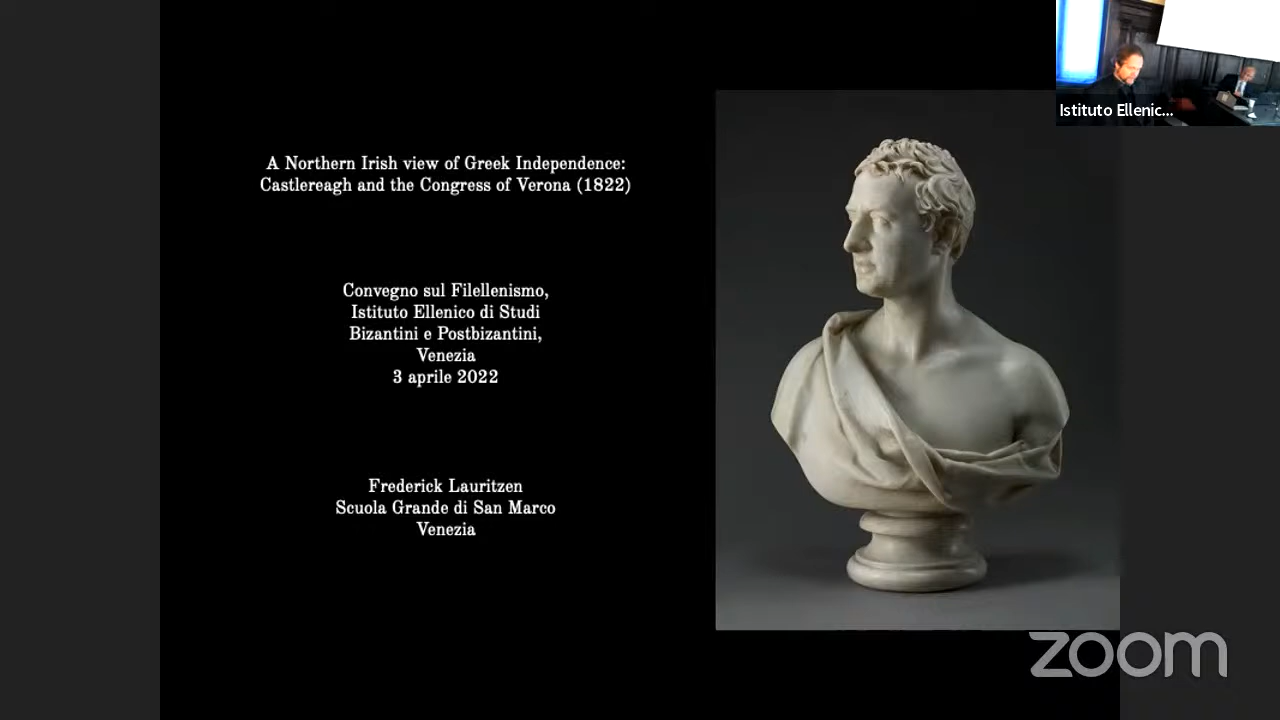 A Northern Irish view of Greek Independence:
Castlereagh and the Congress of Verona (1822)
Convegno sul Filellenismo,
Istituto Ellenico di Studi
Bizantini e Postbizantini,
Venezia
3 aprile 2022
Frederick Lauritzen
Scuola Grande di San Marco
Venezia
Istituto Ellenic...
zoom